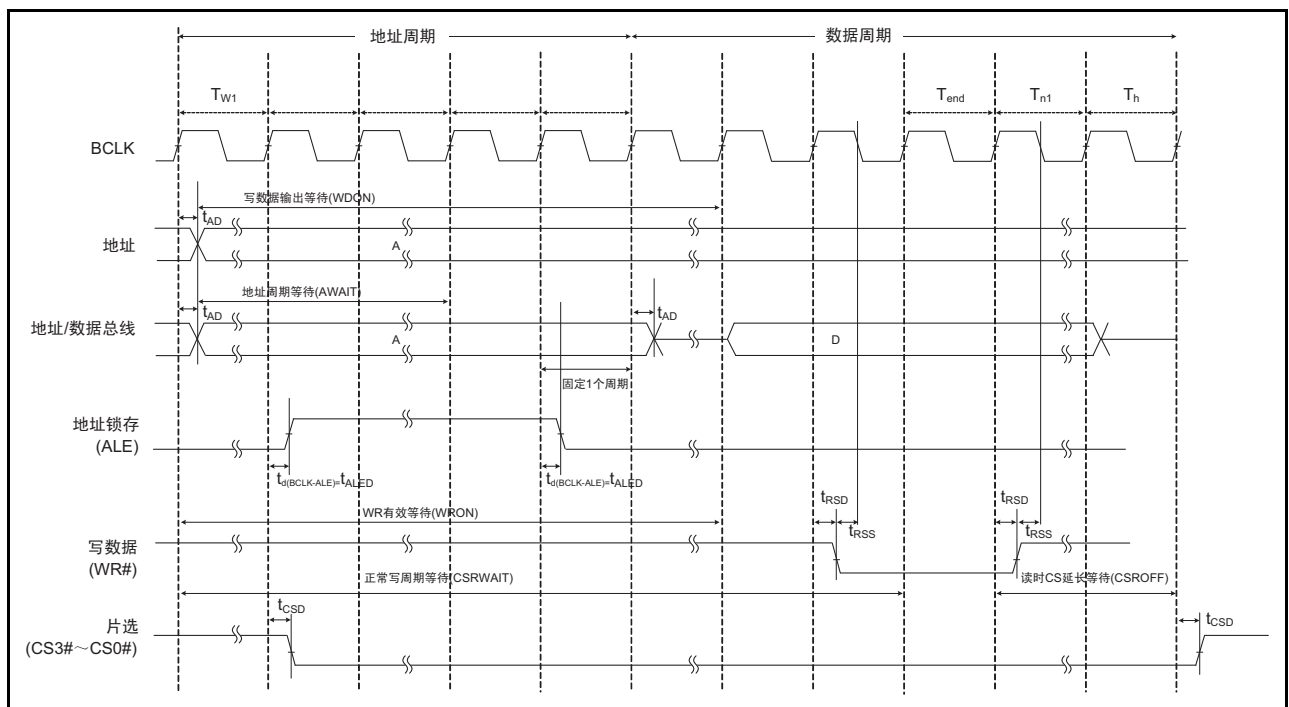 地址周期 数据周期
TW1 Tend Tn1 Th
BCLK
写数据输出等待(WDON)
tAD
地址
A
地址周期等待(AWAIT)
tAD tAD
地址/数据总线
A D
固定1个周期
地址锁存
(ALE)
td(BCLK-ALE)=tALED td(BCLK-ALE)=tALED
tRSD tRSD
WR有效等待(WRON)
tRSS tRSS
写数据
(WR#)
正常写周期等待(CSRWAIT) 读时CS延长等待(CSROFF)
tCSD tCSD
片选
(CS3#~CS0#)